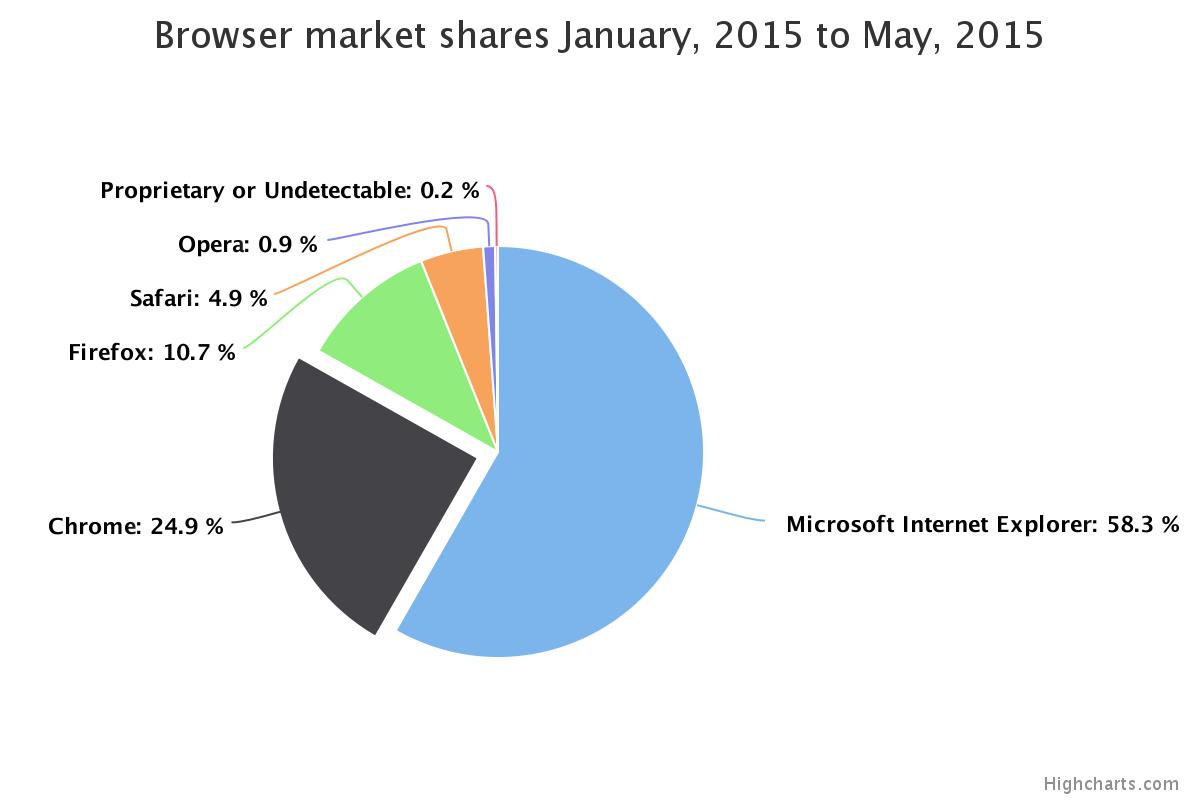 Browser market shares January, 2015 to May, 2015
Proprietary or Undetectable: 0.2 %
Opera: 0.9 %
Safari: 4.9 %
Firefox: 10.7 %
Chrome: 24.9 %
Microsoft Internet Explorer: 58.3 %
Highcharts.com